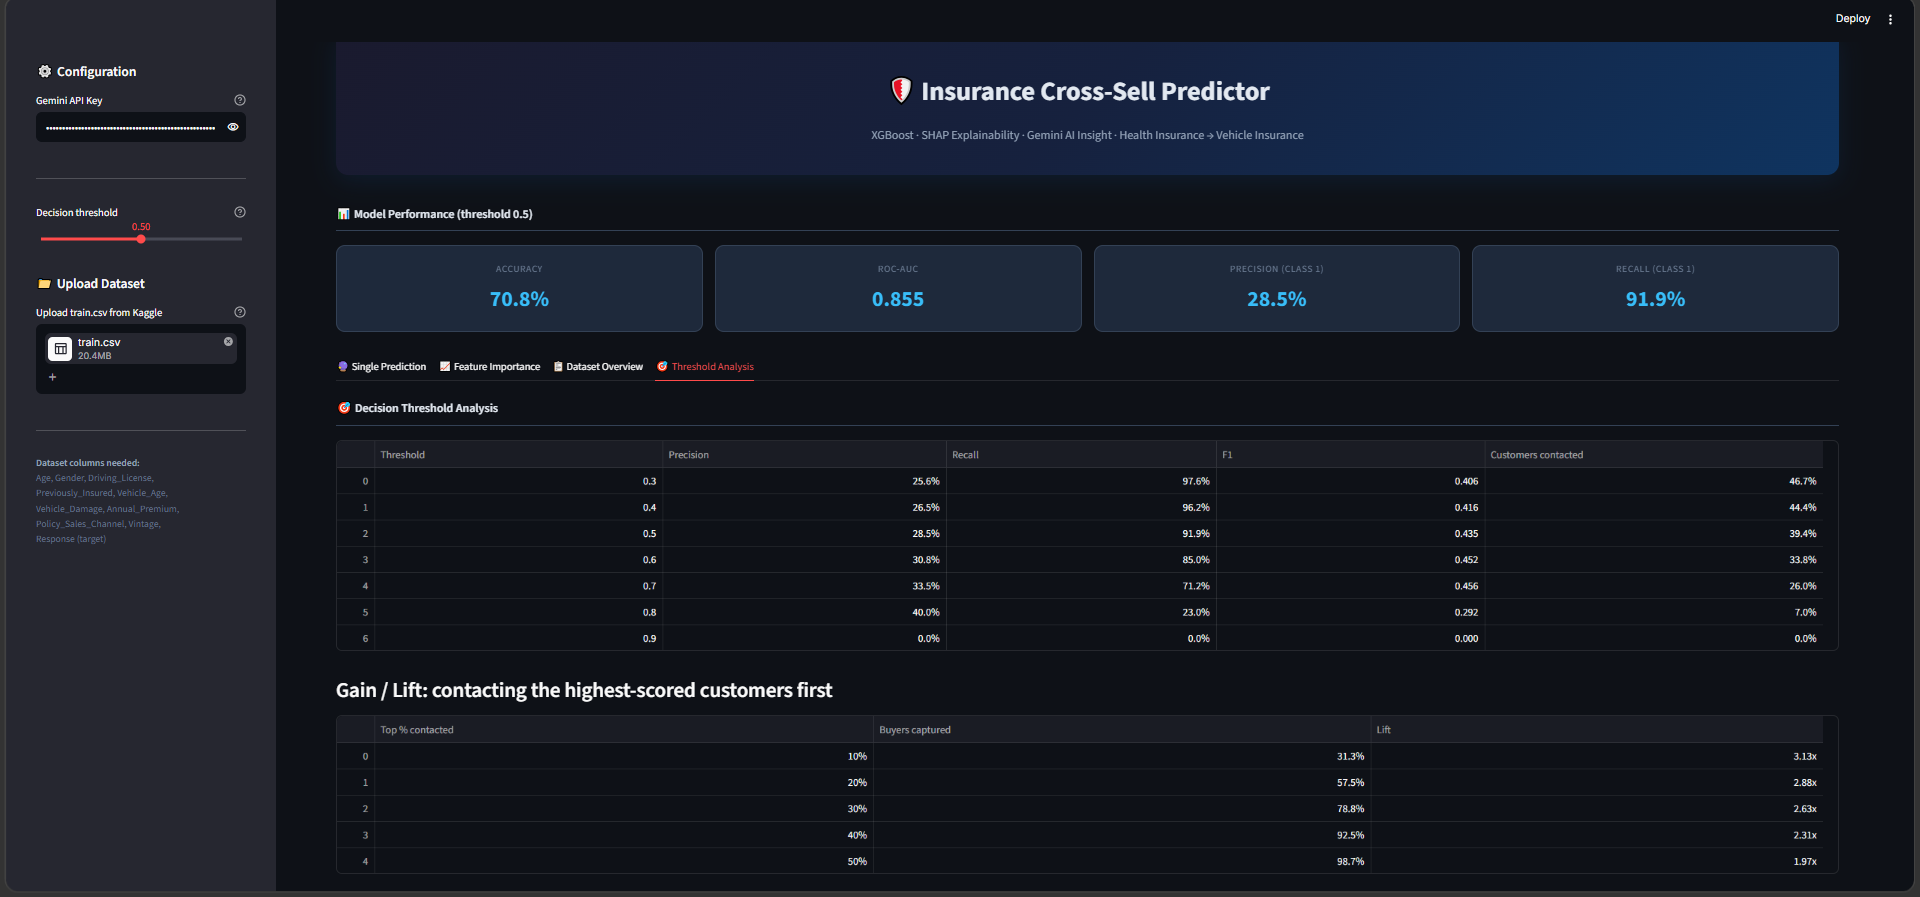 Deploy
Configuration
Gemini API Key
Decision threshold
0.50
Upload Dataset
Upload train.csv from Kaggle
train.csv
20.4MB
Dataset columns needed:
Age, Gender, Driving_License,
Previously_Insured, Vehicle_Age,
Vehicle_Damage, Annual_Premium,
Policy_Sales_Channel, Vintage,
Response (target)
Insurance Cross-Sell Predictor
XGBoost · SHAP Explainability · Gemini AI Insight · Health Insurance → Vehicle Insurance
Model Performance (threshold 0.5)
ACCURACY
70.8%
ROC-AUC
0.855
PRECISION (CLASS 1)
28.5%
RECALL (CLASS 1)
91.9%
Single Prediction Feature Importance Dataset Overview Threshold Analysis
Decision Threshold Analysis
Threshold Precision Recall F1 Customers contacted
0 0.3 25.6% 97.6% 0.406 46.7%
1 0.4 26.5% 96.2% 0.416 44.4%
2 0.5 28.5% 91.9% 0.435 39.4%
3 0.6 30.8% 85.0% 0.452 33.8%
4 0.7 33.5% 71.2% 0.456 26.0%
5 0.8 40.0% 23.0% 0.292 7.0%
6 0.9 0.0% 0.0% 0.000 0.0%
Gain / Lift: contacting the highest-scored customers first
Top % contacted Buyers captured Lift
0 10% 31.3% 3.13x
1 20% 57.5% 2.88x
2 30% 78.8% 2.63x
3 40% 92.5% 2.31x
4 50% 98.7% 1.97x